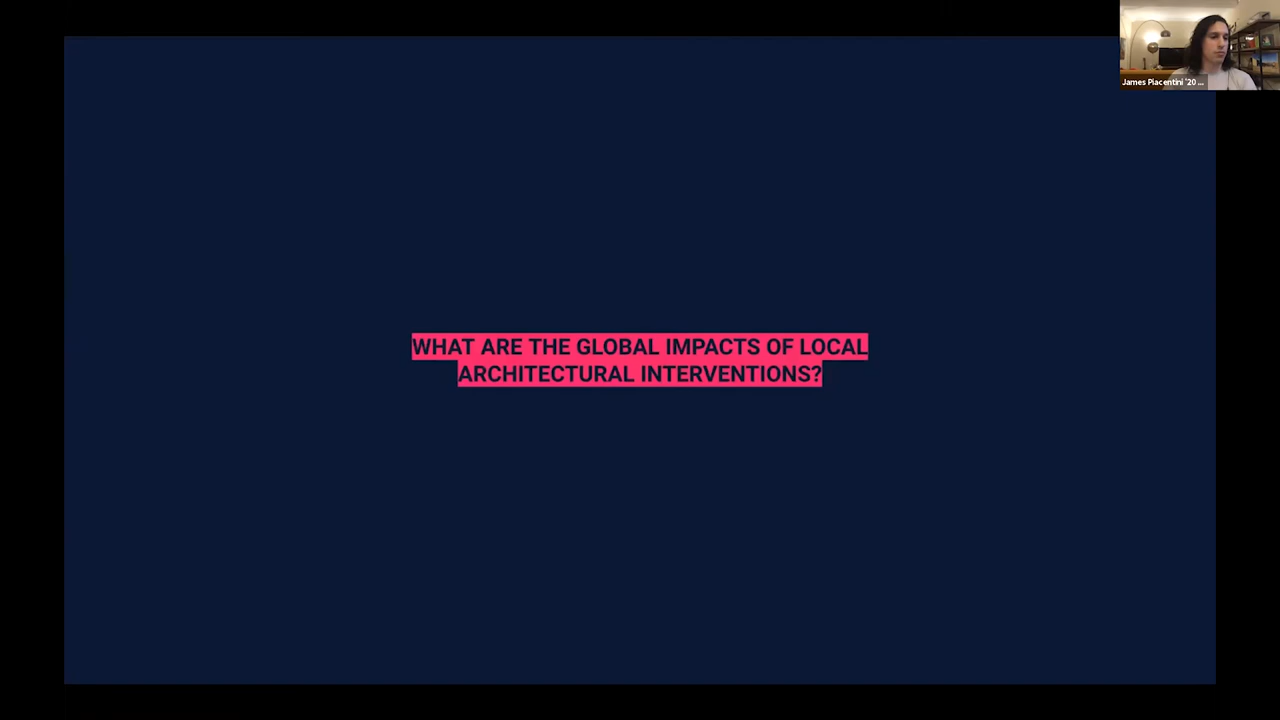 James Piacentini '20 ...
WHAT ARE THE GLOBAL IMPACTS OF LOCAL
ARCHITECTURAL INTERVENTIONS?